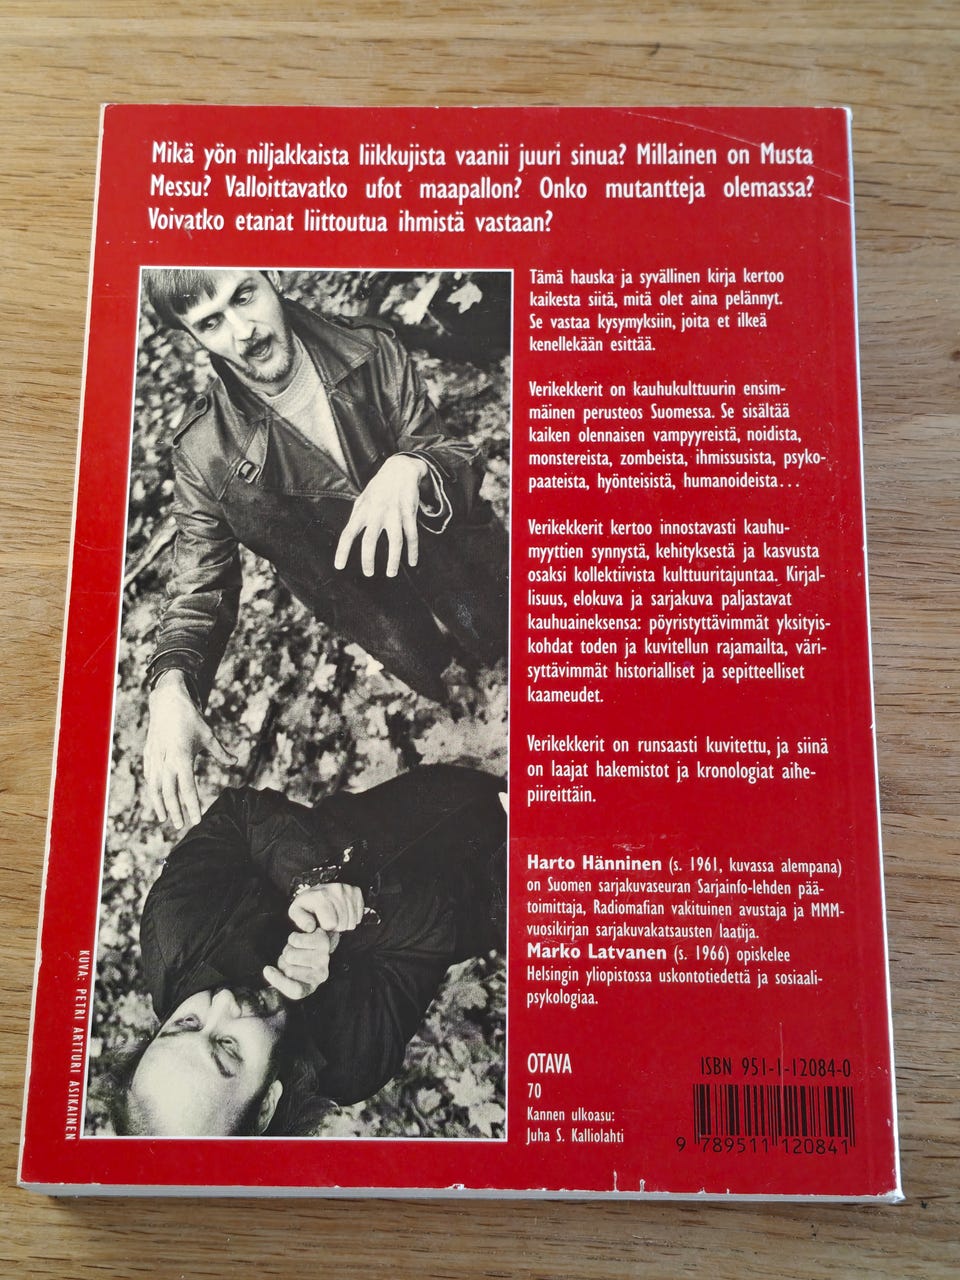 Mikä yön niljakkaista liikkujista vaanii juuri sinua? Millainen on Musta
Messu? Valloittavatko ufot maapallon? Onko mutantteja olemassa?
Voivatko etanat liittoutua ihmistä vastaan?
Tämä hauska ja syvällinen kirja kertoo
kaikesta siitä, mitä olet aina pelännyt.
Se vastaa kysymyksiin, joita et ilkeä
kenellekään esittää.
Verikekkerit on kauhukulttuurin ensim-
mäinen perusteos Suomessa. Se sisältää
kaiken olennaisen vampyyreistä, noidista,
monstereista, zombeista, ihmissusista, psyko-
paateista, hyönteisistä, humanoideista...
Verikekkerit kertoo innostavasti kauhu-
myyttien synnystä, kehityksestä ja kasvusta
osaksi kollektiivista kulttuuritajuntaa. Kirjal-
lisuus, elokuva ja sarjakuva paljastavat
kauhuaineksensa: pöyristyttävimmät yksityis-
kohdat toden ja kuvitellun rajamailta, väri-
syttävimmät historialliset ja sepitteelliset
kaameudet.
Verikekkerit on runsaasti kuvitettu, ja siinä
on laajat hakemistot ja kronologiat aihe-
piireittäin.
Harto Hänninen (s. 1961, kuvassa alempana)
on Suomen sarjakuvaseuran Sarjainfo-lehden pää-
toimittaja, Radiomafian vakituinen avustaja ja MMM-
vuosikirjan sarjakuvakatsausten laatija.
Marko Latvanen (s. 1966) opiskelee
Helsingin yliopistossa uskontotiedettä ja sosiaali-
psykologiaa.
KUVA: PETRI ARTTURI ASIKAINEN
OTAVA
70
Kannen ulkoasu:
Juha S. Kalliolahti
ISBN 951-1-12084-0
9 789511 120841